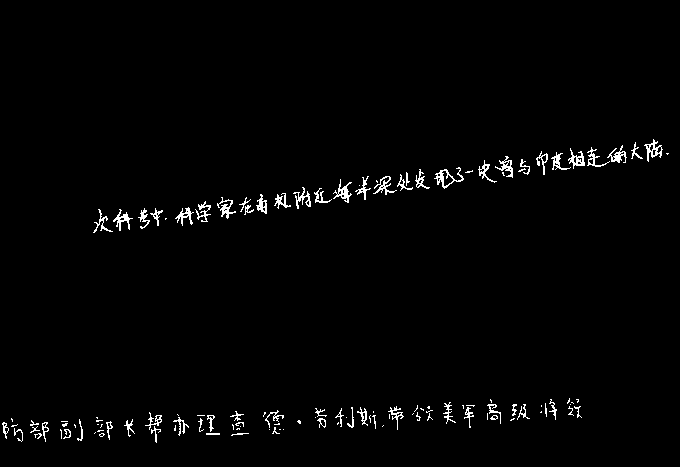 次科考中,科学家在南极附近海洋深处发现了一块曾与印度相连的大陆.
防部副部长帮办理查德·劳利斯,带领美军高级将领